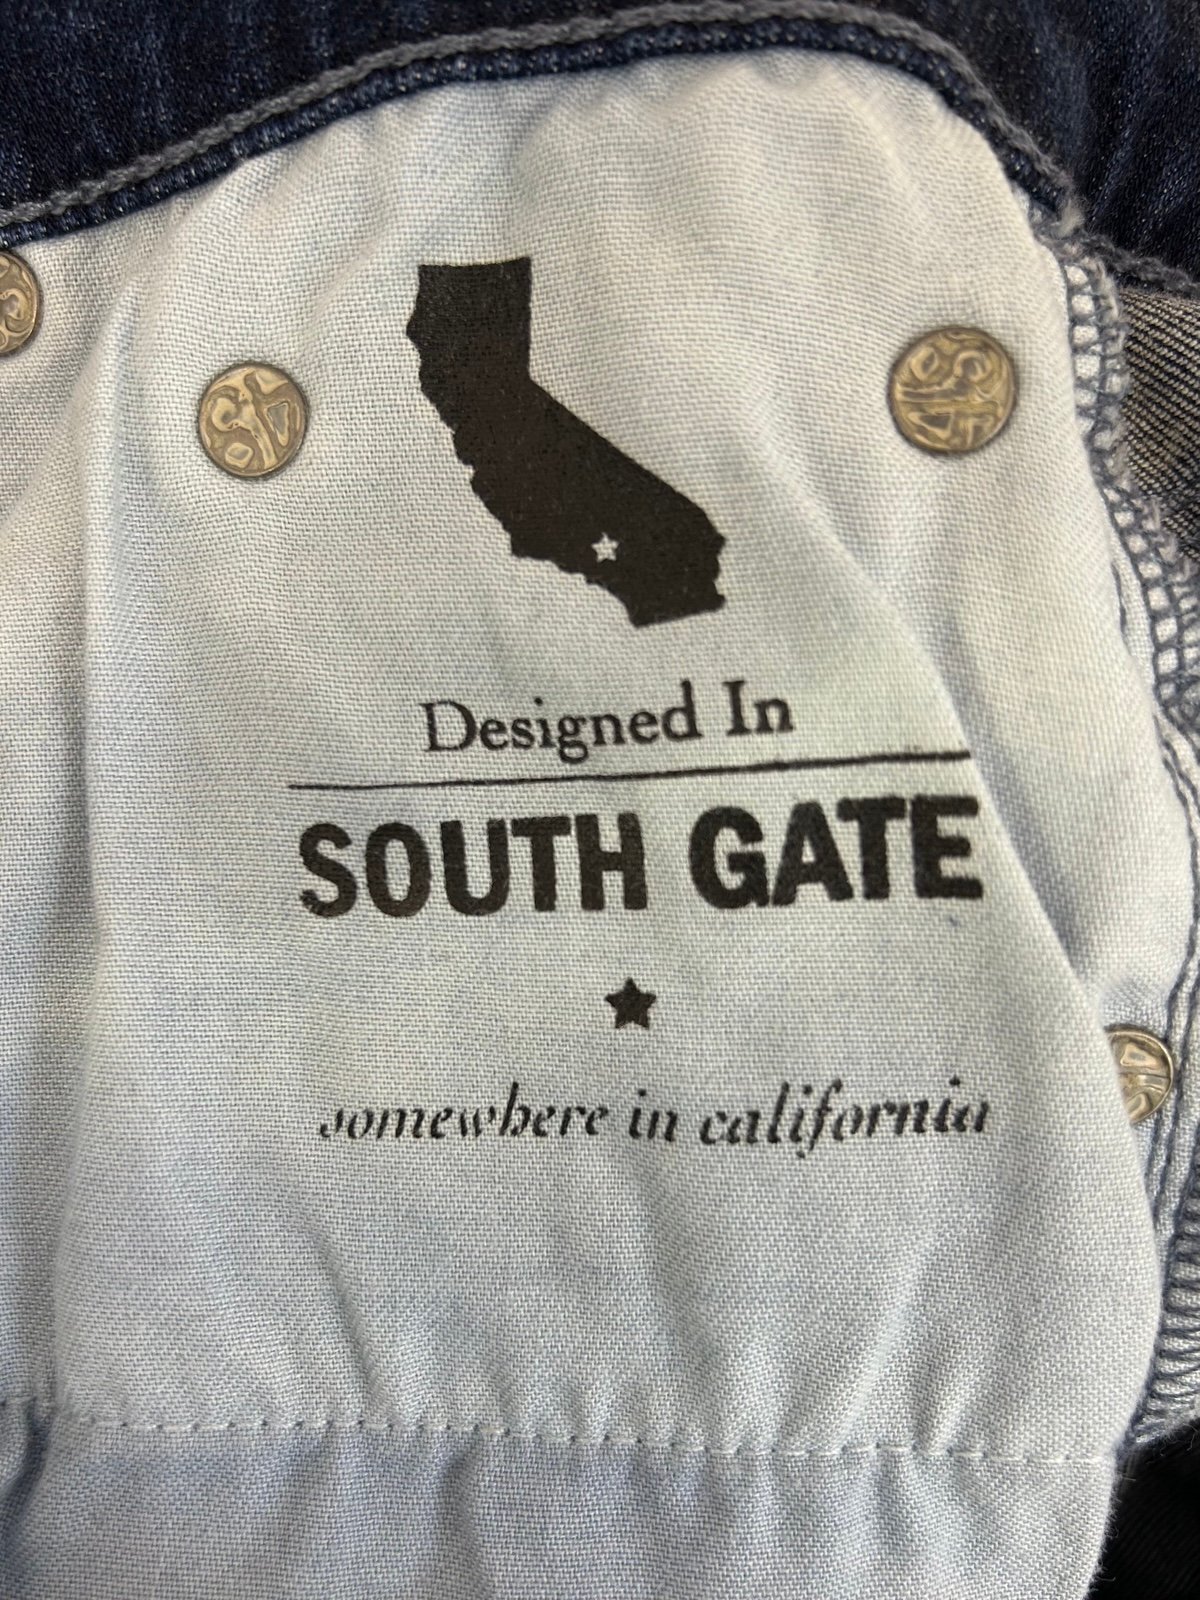 Designed In
SOUTH GATE
somewhere in california